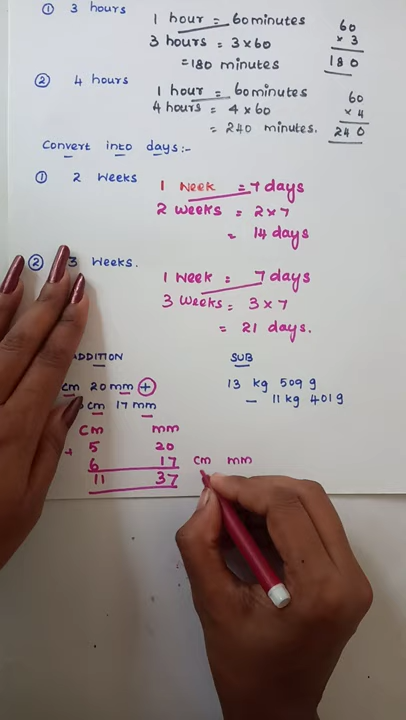 ① 3 hours
1 hour = 60 minutes
3 hours = 3 x 60
= 180 minutes
60
x 3
180
② 4 hours
1 hour = 60 minutes
4 hours = 4 x 60
= 240 minutes.
60
x 4
240
Convert into days:-
① 2 Weeks
1 Week = 7 days
2 Weeks = 2 x 7
= 14 days
② 3 Weeks.
1 Week = 7 days
3 Weeks = 3 x 7
= 21 days.
ADDITION
cm 20 mm +
cm 17 mm
Cm mm
5 20
+ 6 17
11 37
cm mm
SUB
13 kg 509 g
- 11 kg 401 g